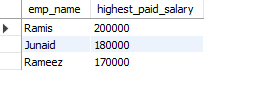 emp_name highest_paid_salary
Ramis 200000
Junaid 180000
Rameez 170000